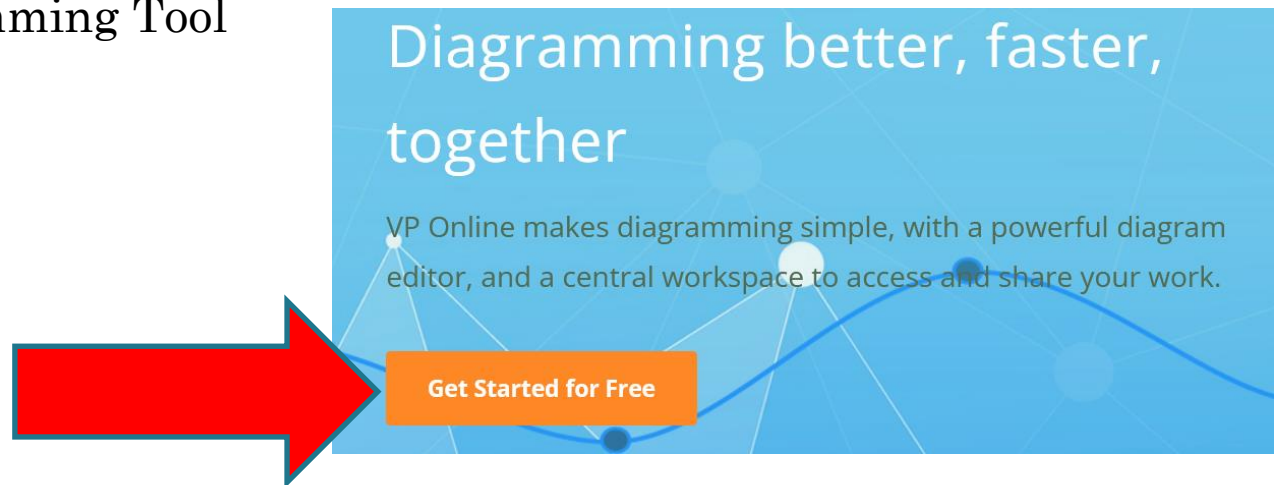 Tool
Diagramming better, faster,
together
VP Online makes diagramming simple, with a powerful diagram
editor, and a central workspace to access and share your work.
Get Started for Free